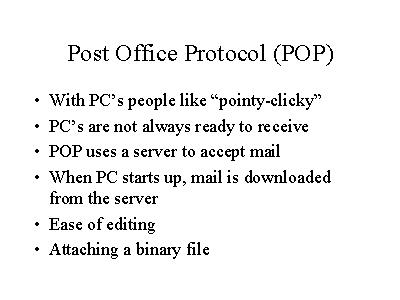 Post Office Protocol (POP)
• With PC's people like “pointy-clicky”
• PC's are not always ready to receive
• POP uses a server to accept mail
• When PC starts up, mail is downloaded
from the server
• Ease of editing
• Attaching a binary file